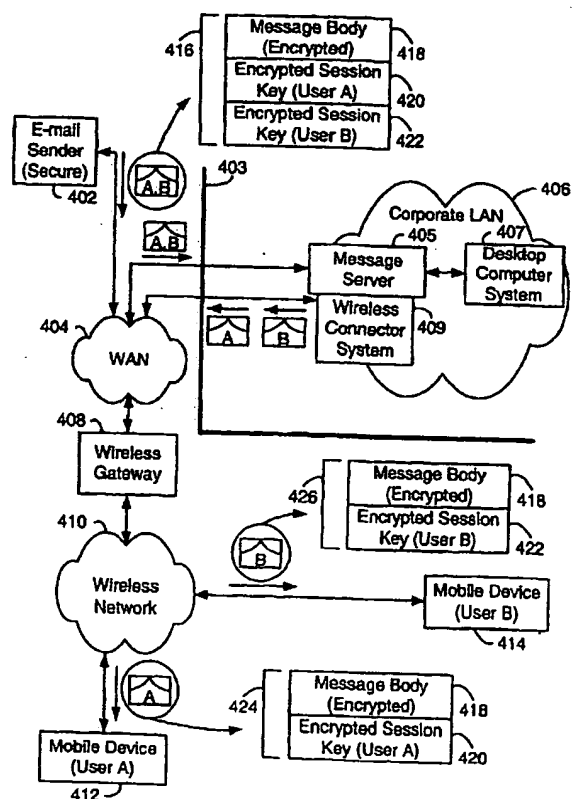 416
Message Body
(Encrypted)
418
Encrypted Session
Key (User A)
420
Encrypted Session
Key (User B)
422
E-mail
Sender
(Secure)
402
A.B
A.B
403
406
Corporate LAN
405
407
Message
Server
Desktop
Computer
System
Wireless
Connector
System
409
A
B
404
WAN
408
Wireless
Gateway
410
Wireless
Network
426
Message Body
(Encrypted)
418
Encrypted Session
Key (User B)
422
B
Mobile Device
(User B)
414
A
424
Message Body
(Encrypted)
418
Encrypted Session
Key (User A)
420
Mobile Device
(User A)
412